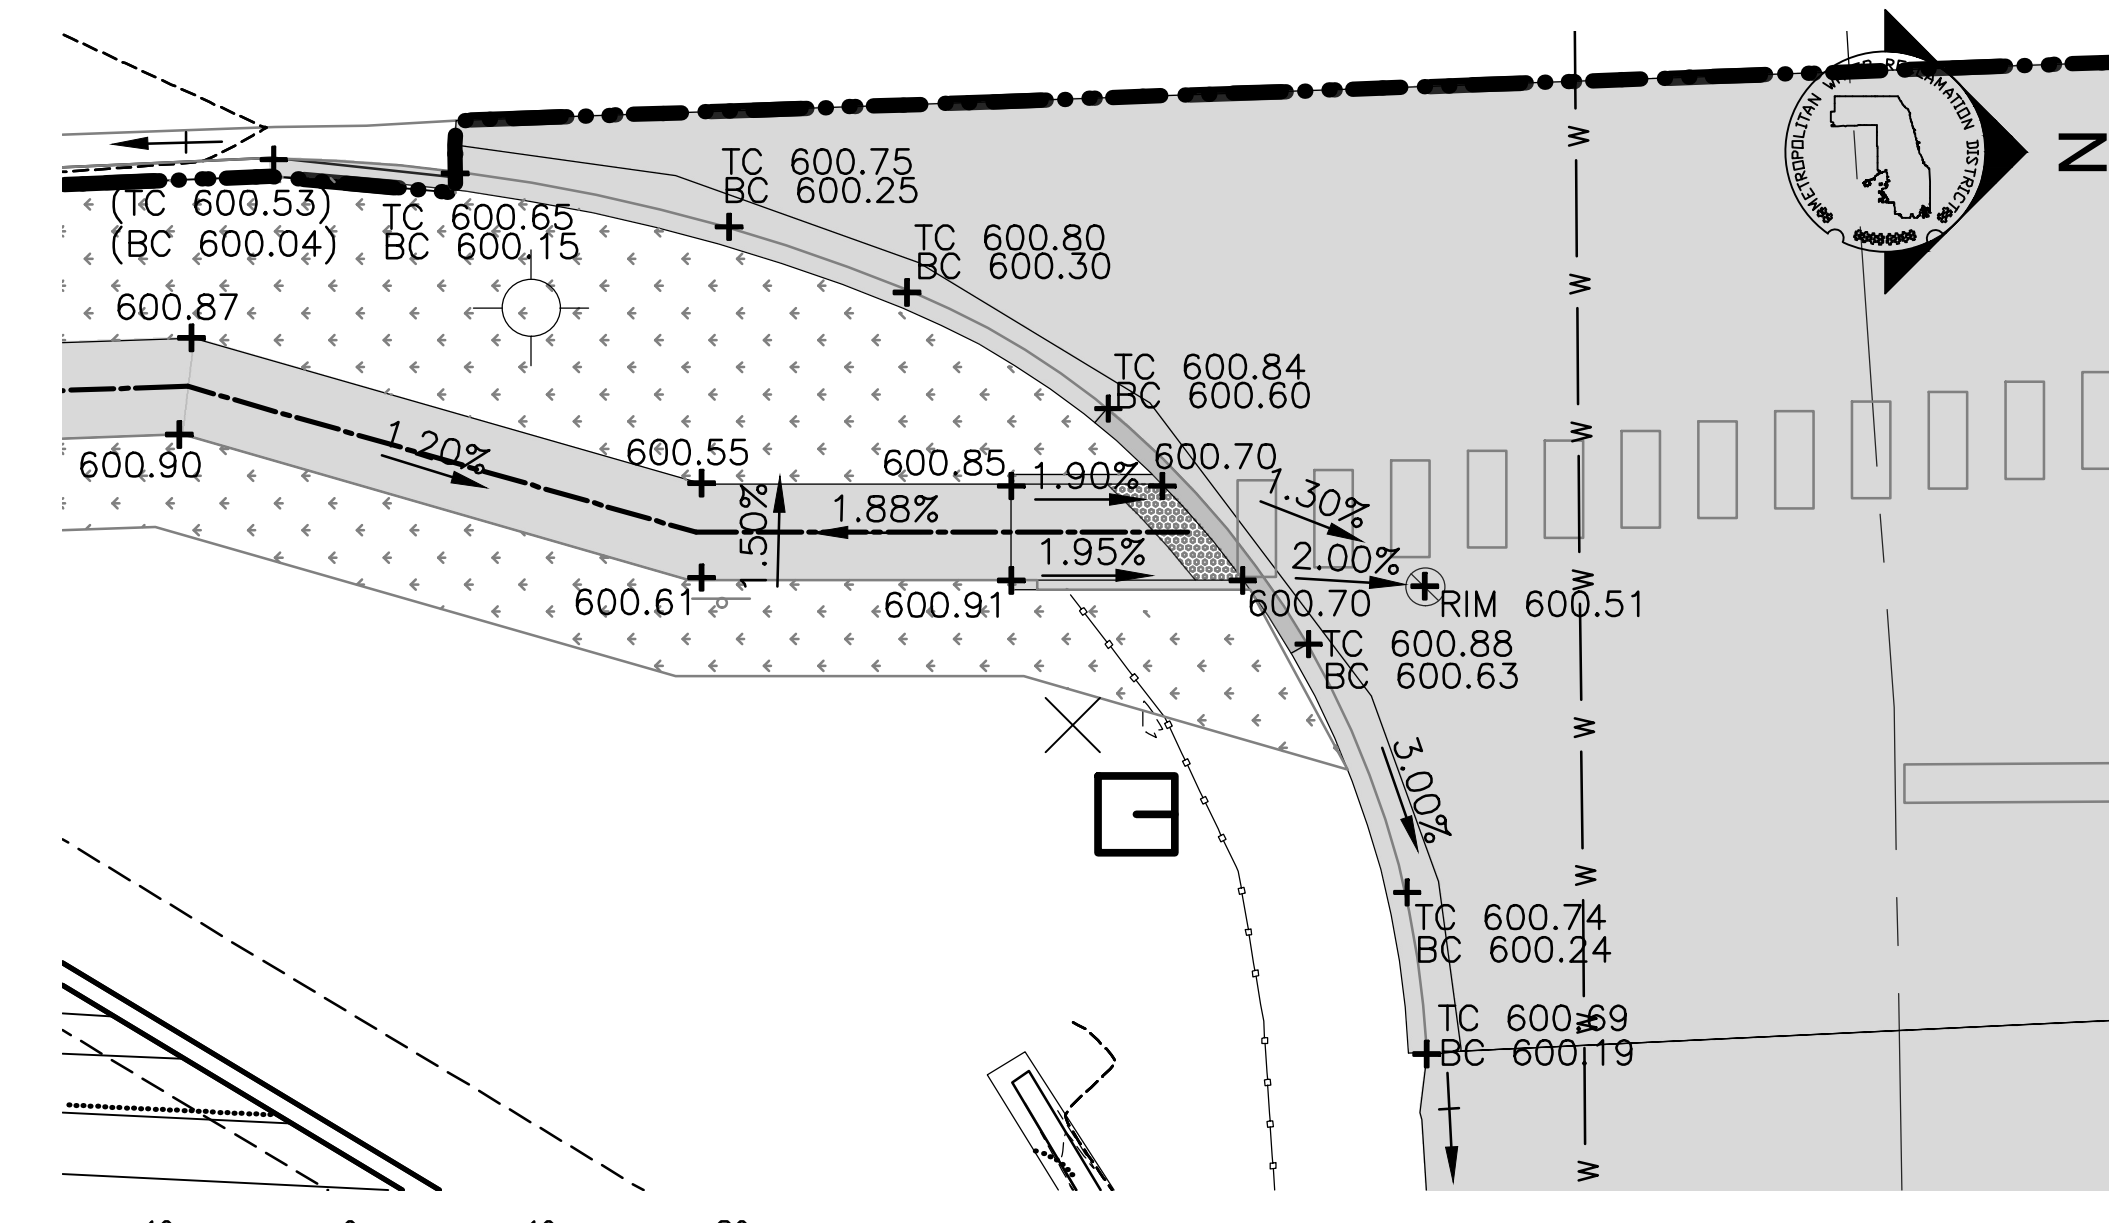 METROPOLITAN WATER RECLAMATION DISTRICT
N
TC 600.75
BC 600.25
(TC 600.53)
(BC 600.04)
TC 600.65
BC 600.15
TC 600.80
BC 600.30
600.87
TC 600.84
BC 600.60
600.90
1.20%
600.55
600.85
1.90%
600.70
1.30%
1.50%
1.88%
1.95%
2.00%
600.61
600.91
600.70
RIM 600.51
TC 600.88
BC 600.63
3.00%
TC 600.74
BC 600.24
TC 600.69
BC 600.19
W
W
W
W
W
W
W
W